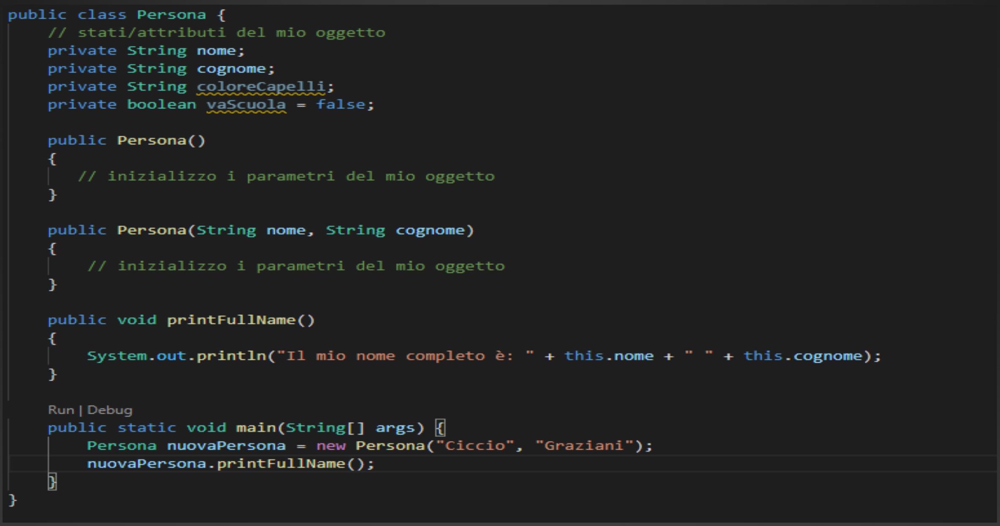 public class Persona {
// stati/attributi del mio oggetto
private String nome;
private String cognome;
private String coloreCapelli;
private boolean vaScuola = false;
public Persona()
{
// inizializzo i parametri del mio oggetto
}
public Persona(String nome, String cognome)
{
// inizializzo i parametri del mio oggetto
}
public void printFullName()
{
System.out.println("Il mio nome completo è: " + this.nome + " " + this.cognome);
}
Run | Debug
public static void main(String[] args) {
Persona nuovaPersona = new Persona("Ciccio", "Graziani");
nuovaPersona.printFullName();
}
}